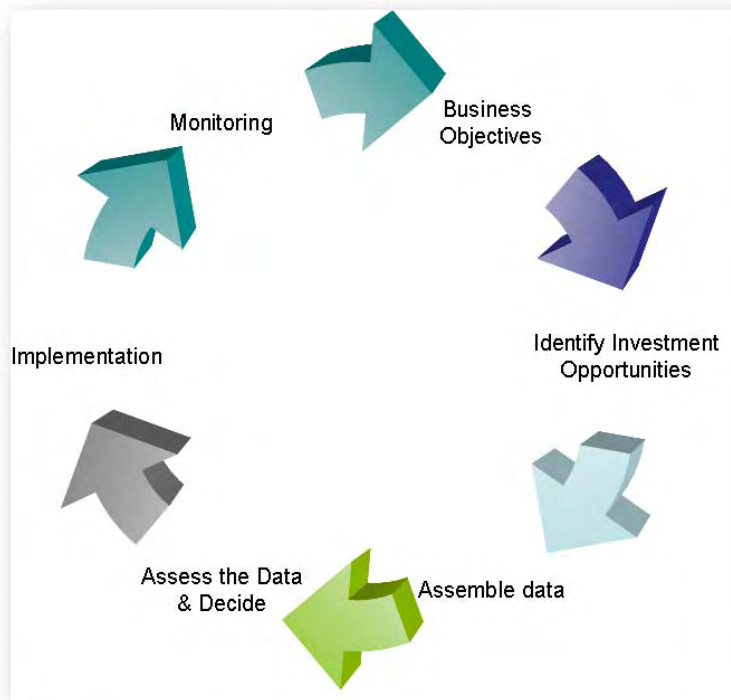 Monitoring
Business
Objectives
Identify Investment
Opportunities
Assemble data
Assess the Data
& Decide
Implementation